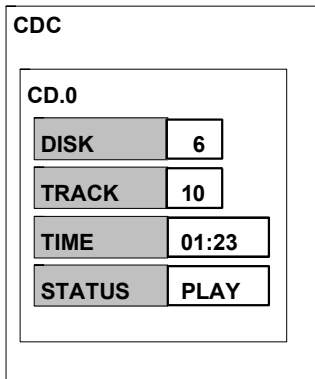 CDC
CD.0
DISK 6
TRACK 10
TIME 01:23
STATUS PLAY